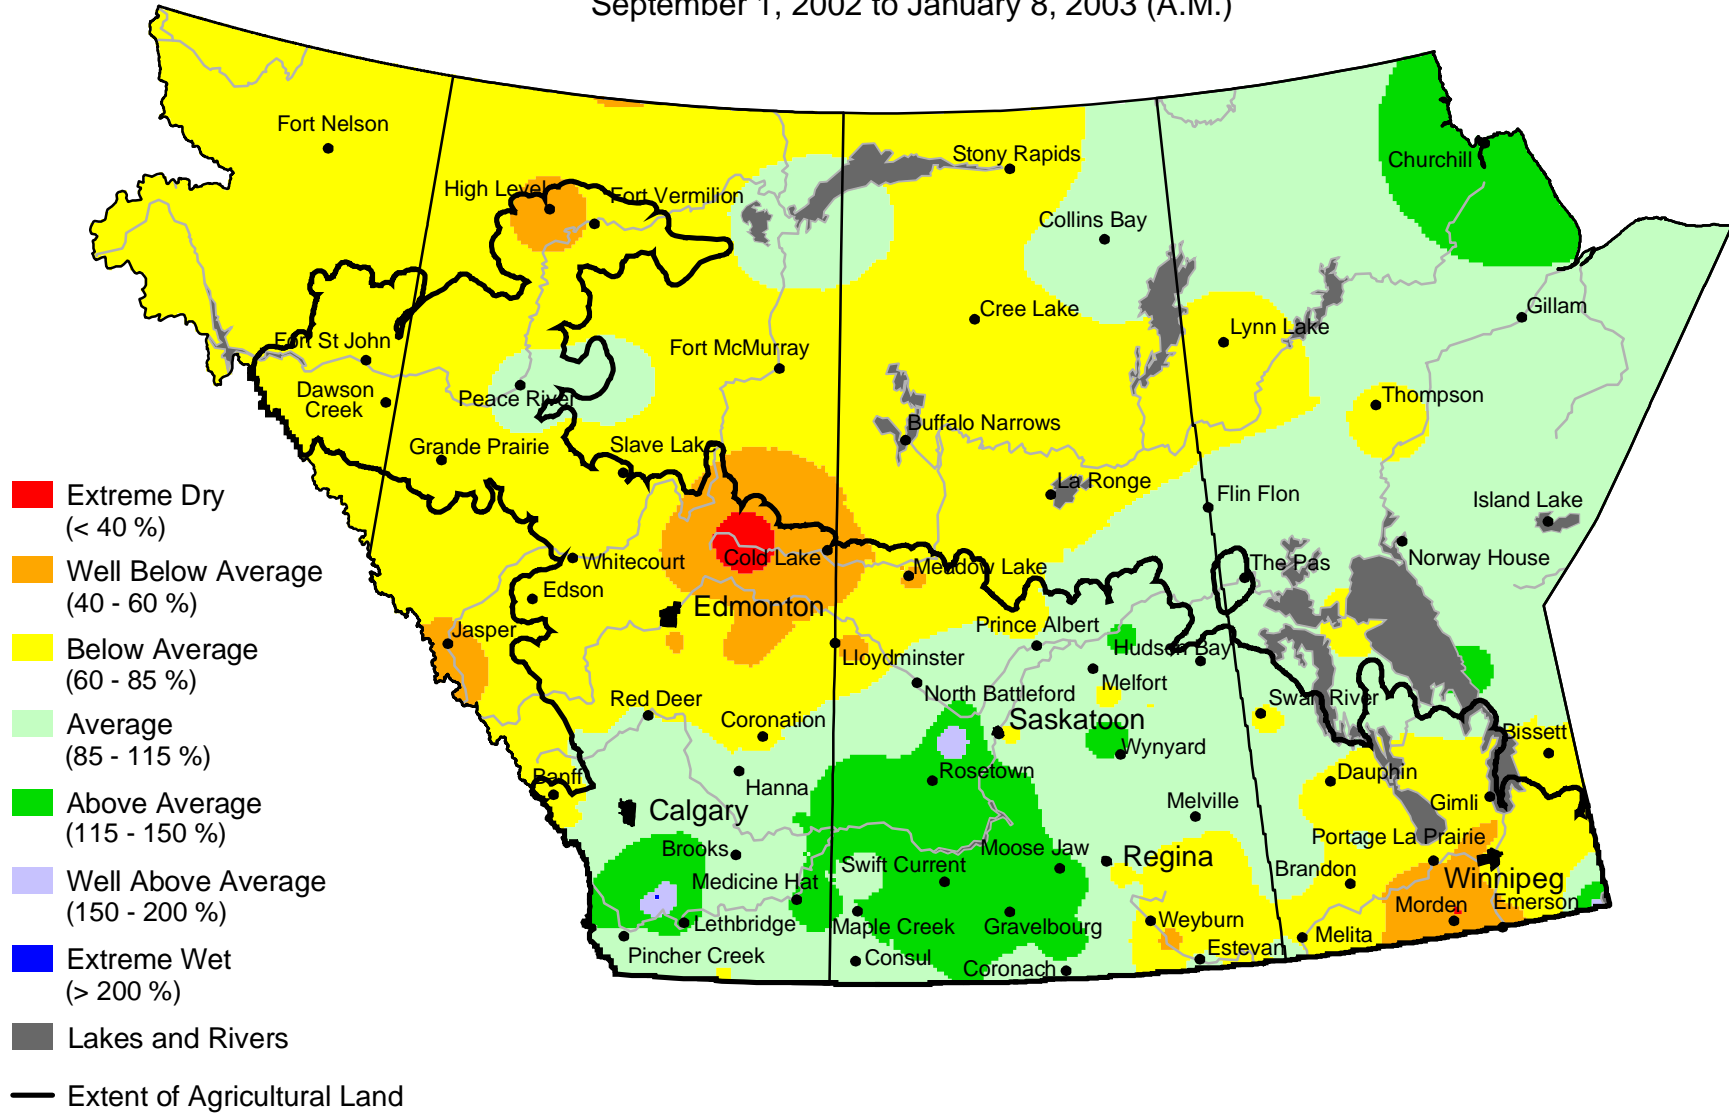 September 1, 2002 to January 8, 2003 (A.M.)
Fort Nelson
High Level
Fort Vermilion
Stony Rapids
Churchill
Collins Bay
Cree Lake
Lynn Lake
Gillam
Fort St John
Fort McMurray
Dawson
Creek
Peace River
Thompson
Buffalo Narrows
Grande Prairie
Slave Lake
La Ronge
Flin Flon
Island Lake
Whitecourt
Cold Lake
Meadow Lake
The Pas
Norway House
Edson
Edmonton
Jasper
Prince Albert
Hudson Bay
Lloydminster
Melfort
North Battleford
Red Deer
Coronation
Saskatoon
Swan River
Bissett
Wynyard
Banff
Hanna
Rosetown
Dauphin
Calgary
Melville
Gimli
Portage La Prairie
Brooks
Swift Current
Moose Jaw
Regina
Brandon
Winnipeg
Medicine Hat
Morden
Emerson
Lethbridge
Maple Creek
Gravelbourg
Weyburn
Melita
Pincher Creek
Consul
Coronach
Estevan
Extreme Dry
(< 40 %)
Well Below Average
(40 - 60 %)
Below Average
(60 - 85 %)
Average
(85 - 115 %)
Above Average
(115 - 150 %)
Well Above Average
(150 - 200 %)
Extreme Wet
(> 200 %)
Lakes and Rivers
Extent of Agricultural Land